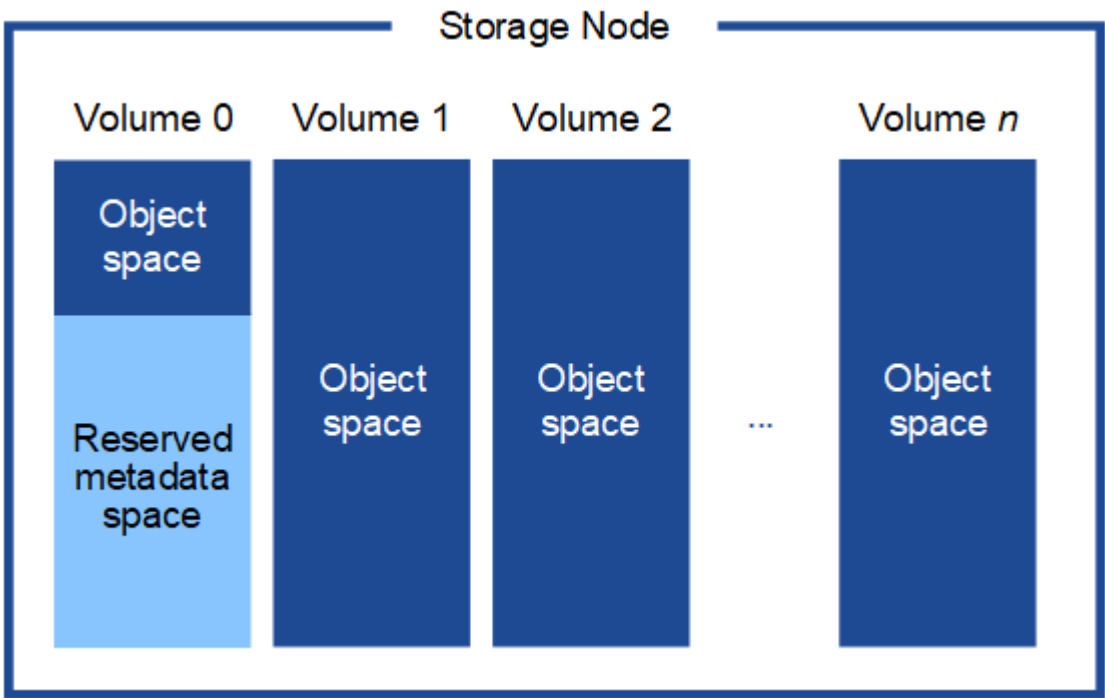 Storage Node
Volume 0
Volume 1
Volume 2
Volume n
Object
space
Reserved
metadata
space
Object
space
Object
space
...
Object
space